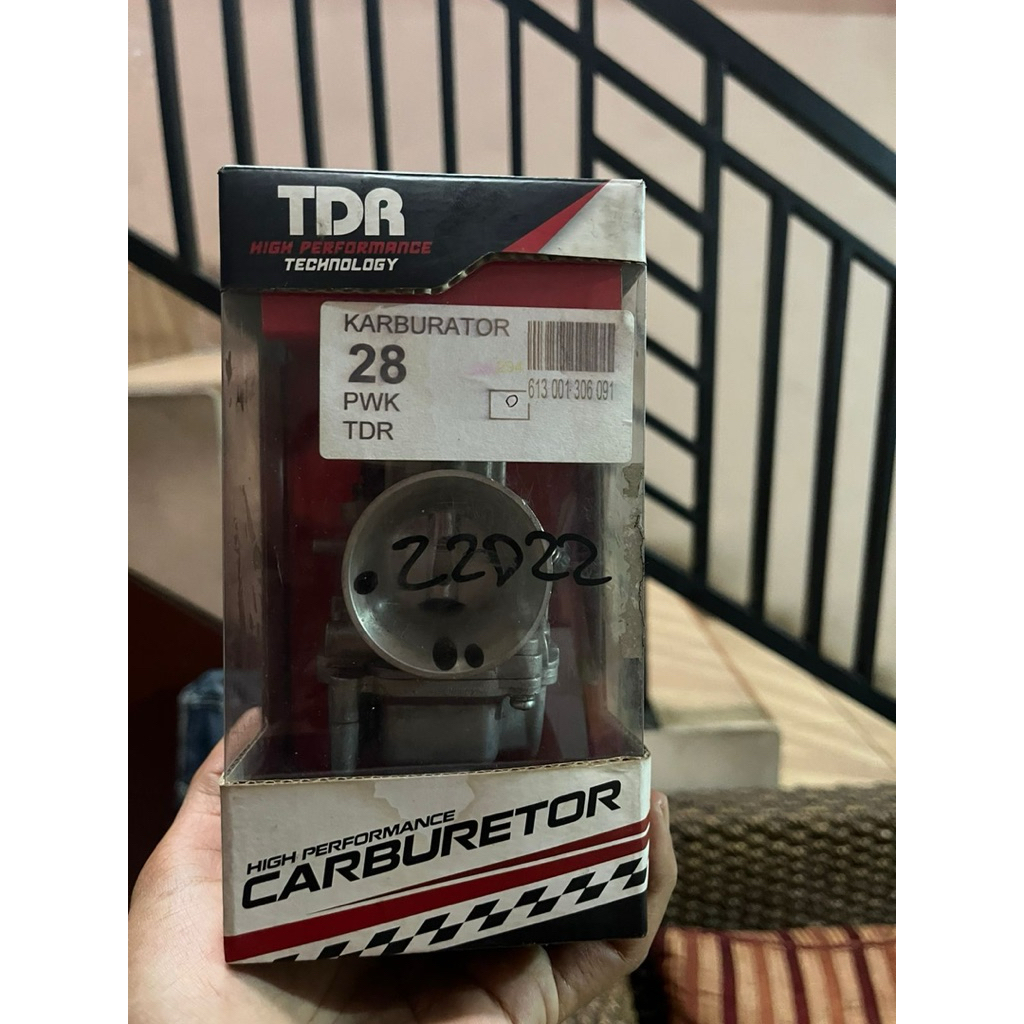 TDR
HIGH PERFORMANCE
TECHNOLOGY
KARBURATOR
28
PWK
TDR
613 001 306 091
22D22
HIGH PERFORMANCE
CARBURETOR